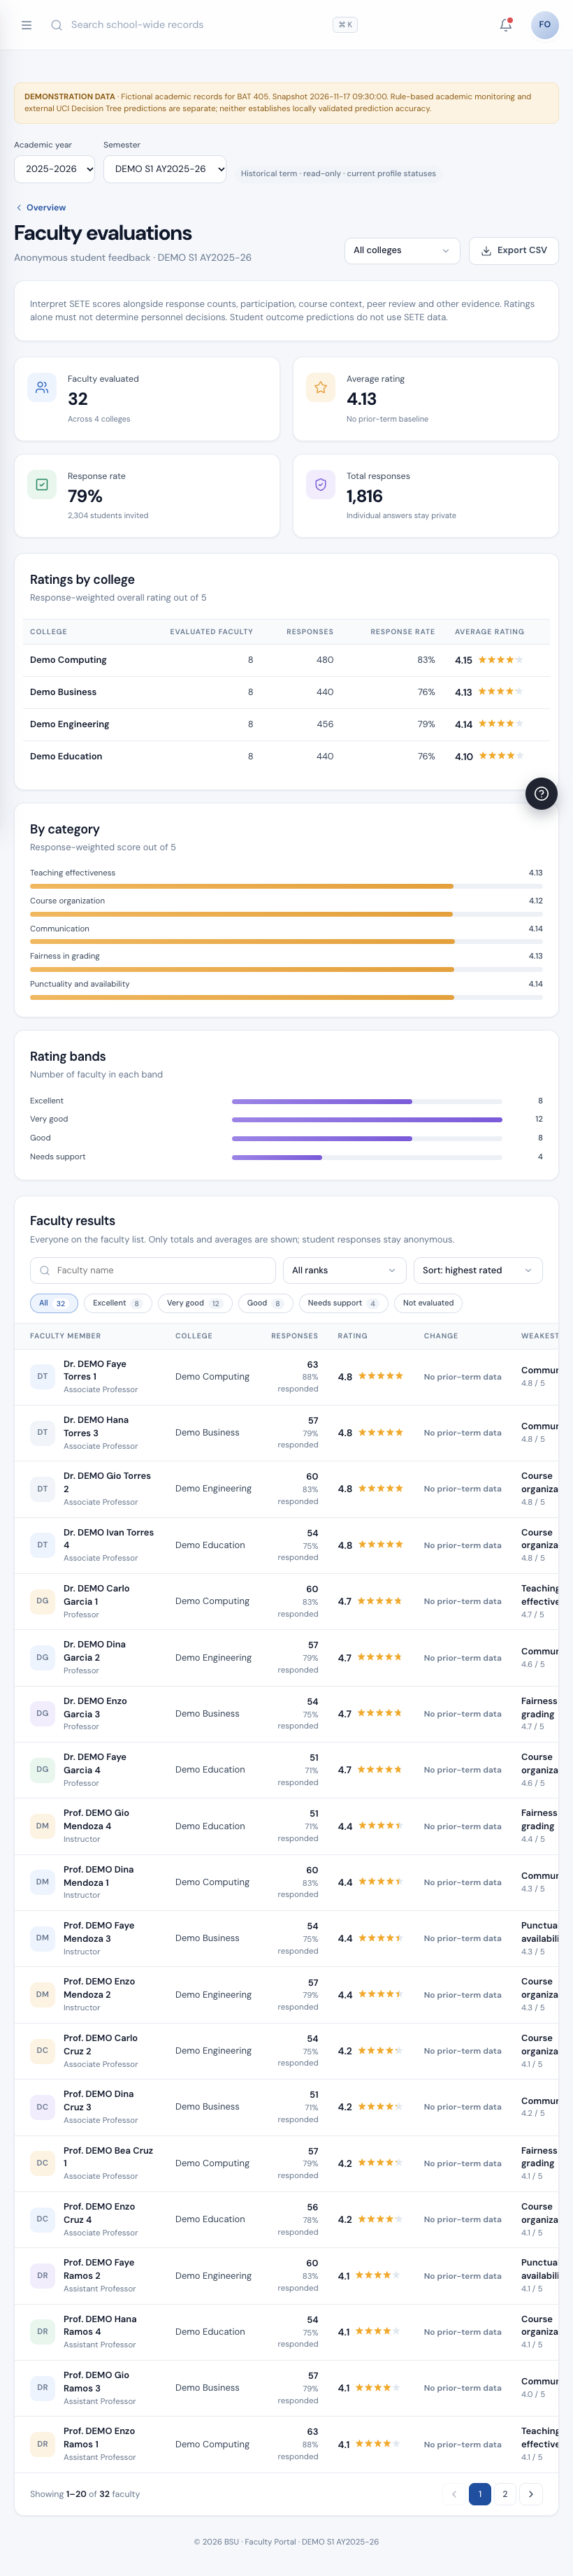 Search school-wide records
⌘ K
FO
DEMONSTRATION DATA · Fictional academic records for BAT 405. Snapshot 2026-11-17 09:30:00. Rule-based academic monitoring and
external UCI Decision Tree predictions are separate; neither establishes locally validated prediction accuracy.
Academic year
Semester
2025-2026
DEMO S1 AY2025-26
Historical term · read-only · current profile statuses
Overview
Faculty evaluations
Anonymous student feedback · DEMO S1 AY2025-26
All colleges
Export CSV
Interpret SETE scores alongside response counts, participation, course context, peer review and other evidence. Ratings
alone must not determine personnel decisions. Student outcome predictions do not use SETE data.
Faculty evaluated
32
Across 4 colleges
Average rating
4.13
No prior-term baseline
Response rate
79%
2,304 students invited
Total responses
1,816
Individual answers stay private
Ratings by college
Response-weighted overall rating out of 5
COLLEGE EVALUATED FACULTY RESPONSES RESPONSE RATE AVERAGE RATING
Demo Computing 8 480 83% 4.15
Demo Business 8 440 76% 4.13
Demo Engineering 8 456 79% 4.14
Demo Education 8 440 76% 4.10
By category
Response-weighted score out of 5
Teaching effectiveness 4.13
Course organization 4.12
Communication 4.14
Fairness in grading 4.13
Punctuality and availability 4.14
Rating bands
Number of faculty in each band
Excellent 8
Very good 12
Good 8
Needs support 4
Faculty results
Everyone on the faculty list. Only totals and averages are shown; student responses stay anonymous.
Faculty name
All ranks
Sort: highest rated
All 32 Excellent 8 Very good 12 Good 8 Needs support 4 Not evaluated
FACULTY MEMBER COLLEGE RESPONSES RATING CHANGE WEAKEST
DT Dr. DEMO Faye Torres 1 Associate Professor Demo Computing 63 88% responded 4.8 No prior-term data Commun 4.8 / 5
DT Dr. DEMO Hana Torres 3 Associate Professor Demo Business 57 79% responded 4.8 No prior-term data Commun 4.8 / 5
DT Dr. DEMO Gio Torres 2 Associate Professor Demo Engineering 60 83% responded 4.8 No prior-term data Course organiza 4.8 / 5
DT Dr. DEMO Ivan Torres 4 Associate Professor Demo Education 54 75% responded 4.8 No prior-term data Course organiza 4.8 / 5
DG Dr. DEMO Carlo Garcia 1 Professor Demo Computing 60 83% responded 4.7 No prior-term data Teaching effective 4.7 / 5
DG Dr. DEMO Dina Garcia 2 Professor Demo Engineering 57 79% responded 4.7 No prior-term data Commun 4.6 / 5
DG Dr. DEMO Enzo Garcia 3 Professor Demo Business 54 75% responded 4.7 No prior-term data Fairness grading 4.7 / 5
DG Dr. DEMO Faye Garcia 4 Professor Demo Education 51 71% responded 4.7 No prior-term data Course organiza 4.6 / 5
DM Prof. DEMO Gio Mendoza 4 Instructor Demo Education 51 71% responded 4.4 No prior-term data Fairness grading 4.4 / 5
DM Prof. DEMO Dina Mendoza 1 Instructor Demo Computing 60 83% responded 4.4 No prior-term data Commun 4.3 / 5
DM Prof. DEMO Faye Mendoza 3 Instructor Demo Business 54 75% responded 4.4 No prior-term data Punctua availabili 4.3 / 5
DM Prof. DEMO Enzo Mendoza 2 Instructor Demo Engineering 57 79% responded 4.4 No prior-term data Course organiza 4.3 / 5
DC Prof. DEMO Carlo Cruz 2 Associate Professor Demo Engineering 54 75% responded 4.2 No prior-term data Course organiza 4.1 / 5
DC Prof. DEMO Dina Cruz 3 Associate Professor Demo Business 51 71% responded 4.2 No prior-term data Commun 4.2 / 5
DC Prof. DEMO Bea Cruz 1 Associate Professor Demo Computing 57 79% responded 4.2 No prior-term data Fairness grading 4.1 / 5
DC Prof. DEMO Enzo Cruz 4 Associate Professor Demo Education 56 78% responded 4.2 No prior-term data Course organiza 4.1 / 5
DR Prof. DEMO Faye Ramos 2 Assistant Professor Demo Engineering 60 83% responded 4.1 No prior-term data Punctua availabili 4.1 / 5
DR Prof. DEMO Hana Ramos 4 Assistant Professor Demo Education 54 75% responded 4.1 No prior-term data Course organiza 4.1 / 5
DR Prof. DEMO Gio Ramos 3 Assistant Professor Demo Business 57 79% responded 4.1 No prior-term data Commun 4.0 / 5
DR Prof. DEMO Enzo Ramos 1 Assistant Professor Demo Computing 63 88% responded 4.1 No prior-term data Teaching effective 4.1 / 5
Showing 1–20 of 32 faculty
1 2
© 2026 BSU · Faculty Portal · DEMO S1 AY2025-26